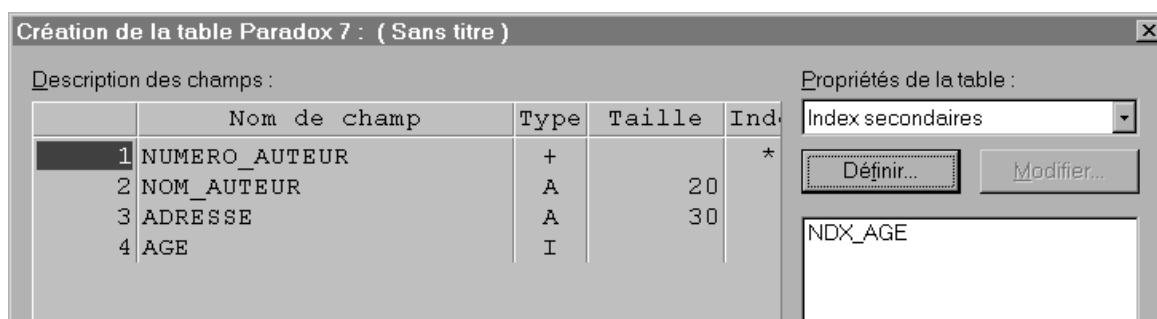 Création de la table Paradox 7 : ( Sans titre )
Description des champs :
Nom de champ Type Taille Inde
1 NUMERO_AUTEUR + *
2 NOM_AUTEUR A 20
3 ADRESSE A 30
4 AGE I
Propriétés de la table :
Index secondaires
Définir... Modifier...
NDX_AGE